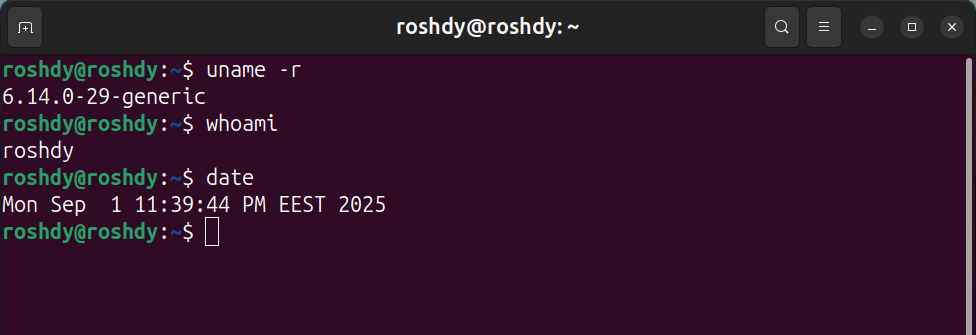 roshdy@roshdy: ~
roshdy@roshdy:~$ uname -r
6.14.0-29-generic
roshdy@roshdy:~$ whoami
roshdy
roshdy@roshdy:~$ date
Mon Sep  1 11:39:44 PM EEST 2025
roshdy@roshdy:~$